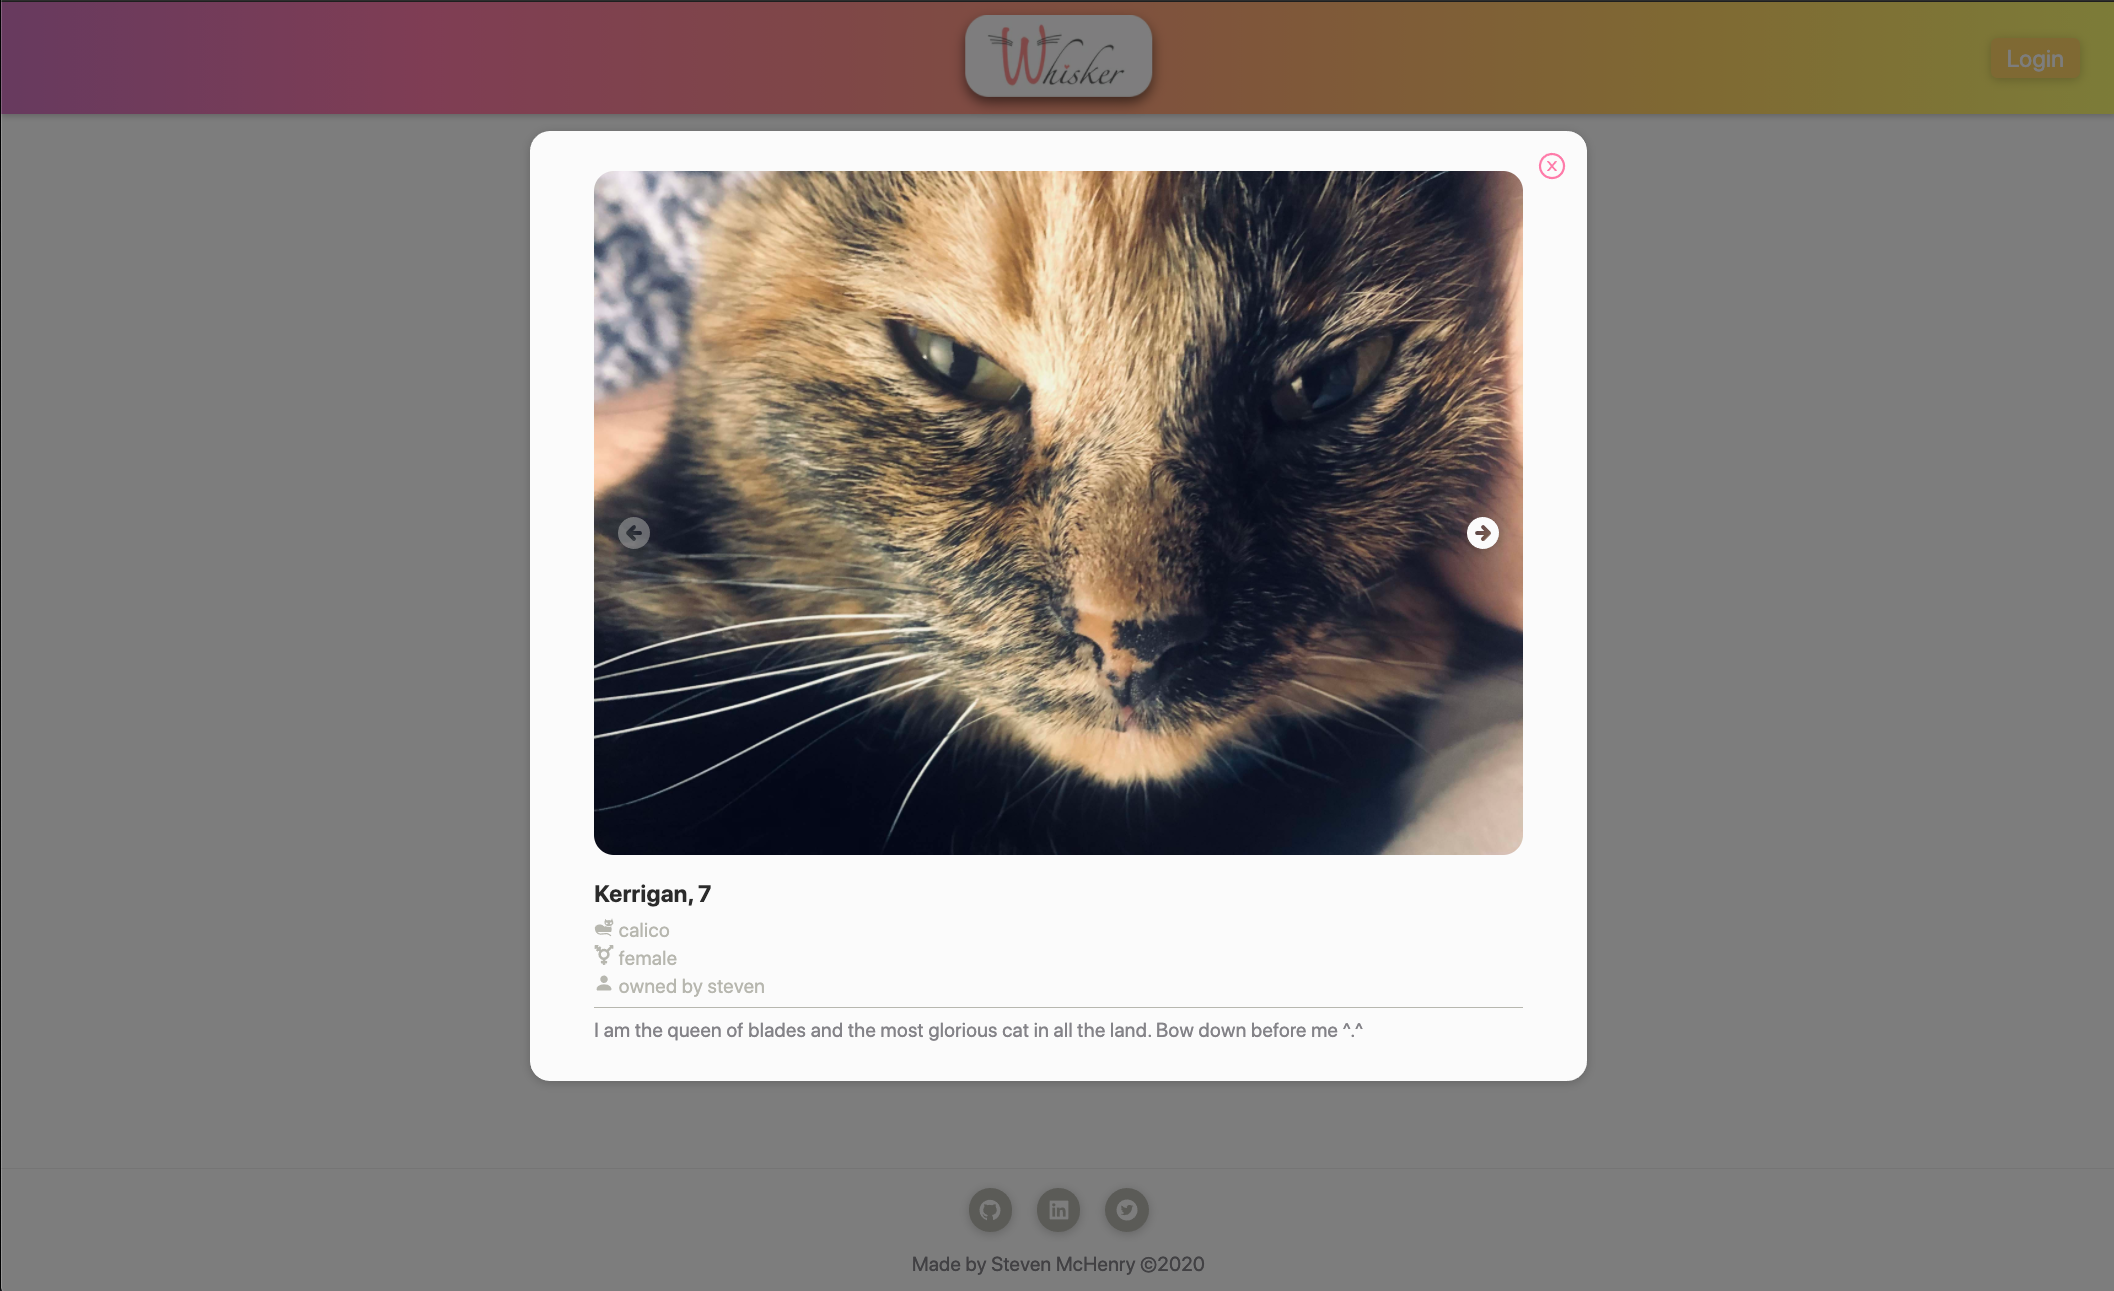 Whisker
Login
Kerrigan, 7
calico
female
owned by steven
I am the queen of blades and the most glorious cat in all the land. Bow down before me ^.^
in
Made by Steven McHenry ©2020